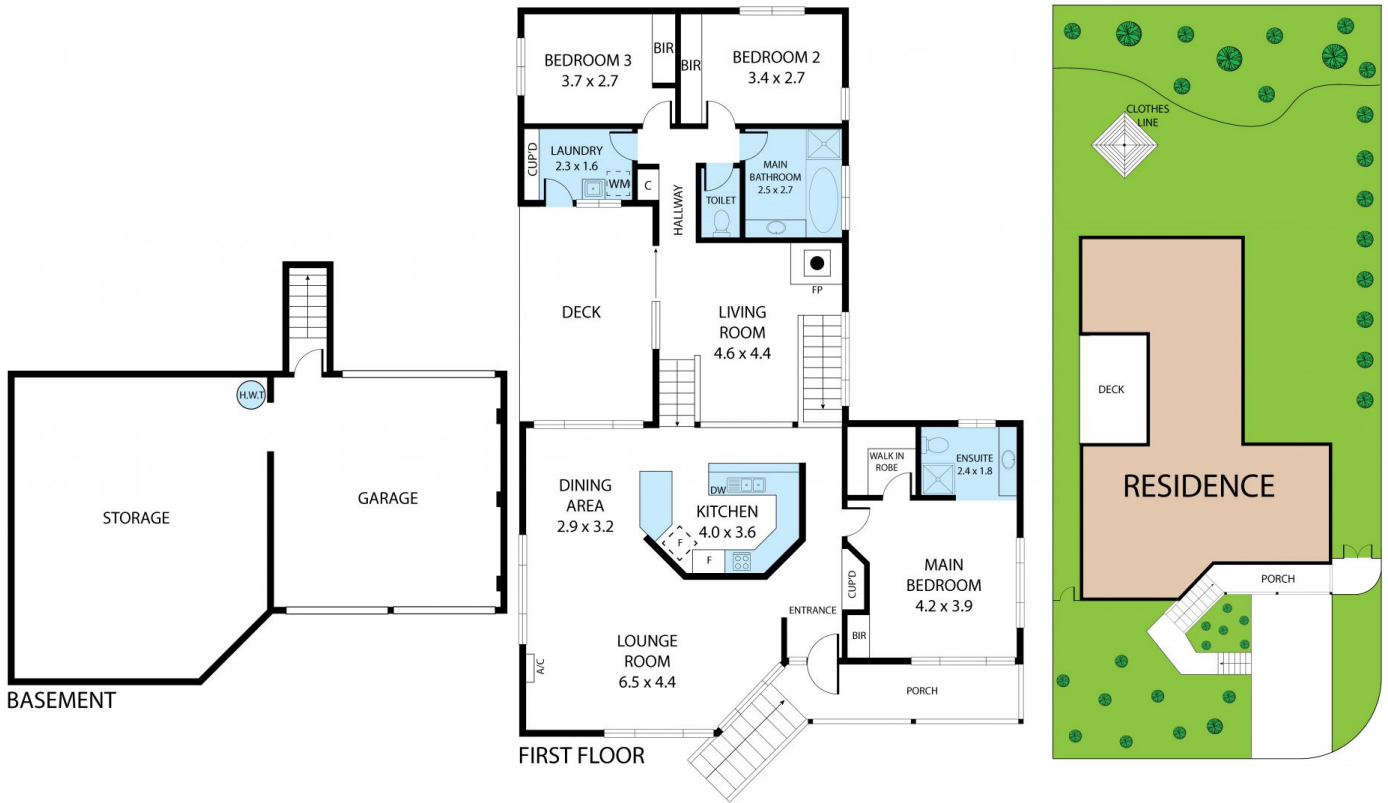 STORAGE
H.W.T
GARAGE
BASEMENT
BEDROOM 3
3.7 x 2.7
BIR
BIR
BEDROOM 2
3.4 x 2.7
CUP'D
LAUNDRY
2.3 x 1.6
WM
C
HALLWAY
TOILET
MAIN
BATHROOM
2.5 x 2.7
DECK
LIVING
ROOM
4.6 x 4.4
FP
DINING
AREA
2.9 x 3.2
DW
KITCHEN
4.0 x 3.6
F
F
WALK IN
ROBE
ENSUITE
2.4 x 1.8
MAIN
BEDROOM
4.2 x 3.9
CUP'D
BIR
ENTRANCE
LOUNGE
ROOM
6.5 x 4.4
A/C
PORCH
FIRST FLOOR
CLOTHES
LINE
DECK
RESIDENCE
PORCH